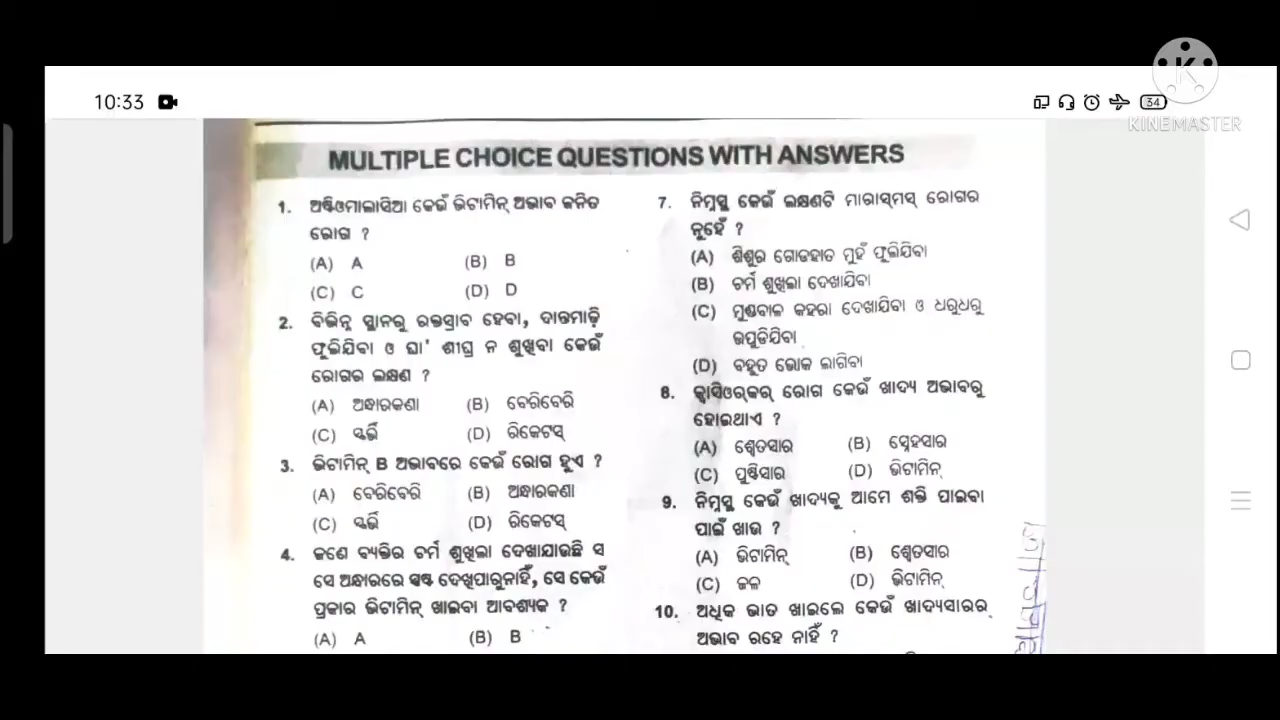 10:33
34
KINEMASTER
MULTIPLE CHOICE QUESTIONS WITH ANSWERS
1. ଅଷ୍ଟିଓମାଲାସିଆ କେଉଁ ଭିଟାମିନ୍ ଅଭାବ ଜନିତ
ରୋଗ ?
(A) A (B) B
(C) C (D) D
2. ବିଭିନ୍ନ ସ୍ଥାନରୁ ରକ୍ତସ୍ରାବ ହେବା, ଦାନ୍ତମାଢ଼ି
ଫୁଲିଯିବା ଓ ଘା' ଶୀଘ୍ର ନ ଶୁଖିବା କେଉଁ
ରୋଗର ଲକ୍ଷଣ ?
(A) ଅନ୍ଧାରକଣା (B) ବେରିବେରି
(C) ସ୍କର୍ଭି (D) ରିକେଟସ୍
3. ଭିଟାମିନ୍ B ଅଭାବରେ କେଉଁ ରୋଗ ହୁଏ ?
(A) ବେରିବେରି (B) ଅନ୍ଧାରକଣା
(C) ସ୍କର୍ଭି (D) ରିକେଟସ୍
4. ଜଣେ ବ୍ୟକ୍ତିର ଚର୍ମ ଶୁଖିଲା ଦେଖାଯାଉଛି ସ
ସେ ଅନ୍ଧାରରେ ସ୍ପଷ୍ଟ ଦେଖିପାରୁନାହିଁ, ସେ କେଉଁ
ପ୍ରକାର ଭିଟାମିନ୍ ଖାଇବା ଆବଶ୍ୟକ ?
(A) A (B) B
7. ନିମ୍ନସ୍ଥ କେଉଁ ଲକ୍ଷଣଟି ମାରାସ୍ମସ୍ ରୋଗର
ନୁହେଁ ?
(A) ଶିଶୁର ଗୋଡହାତ ମୁହଁ ଫୁଲିଯିବା
(B) ଚର୍ମ ଶୁଖିଲା ଦେଖାଯିବା
(C) ମୁଣ୍ଡବାଳ କହରା ଦେଖାଯିବା ଓ ଧରୁଧରୁ
ଉପୁଡିଯିବା
(D) ବହୁତ ଭୋକ ଲାଗିବା
8. କ୍ୱାସିଓର୍‌କର୍ ରୋଗ କେଉଁ ଖାଦ୍ୟ ଅଭାବରୁ
ହୋଇଥାଏ ?
(A) ଶ୍ୱେତସାର (B) ସ୍ନେହସାର
(C) ପୁଷ୍ଟିସାର (D) ଭିଟାମିନ୍
9. ନିମ୍ନସ୍ଥ କେଉଁ ଖାଦ୍ୟକୁ ଆମେ ଶକ୍ତି ପାଇବା
ପାଇଁ ଖାଉ ?
(A) ଭିଟାମିନ୍ (B) ଶ୍ୱେତସାର
(C) ଜଳ (D) ଭିଟାମିନ୍
10. ଅଧିକ ଭାତ ଖାଇଲେ କେଉଁ ଖାଦ୍ୟସାରର
ଅଭାବ ରହେ ନାହିଁ ?